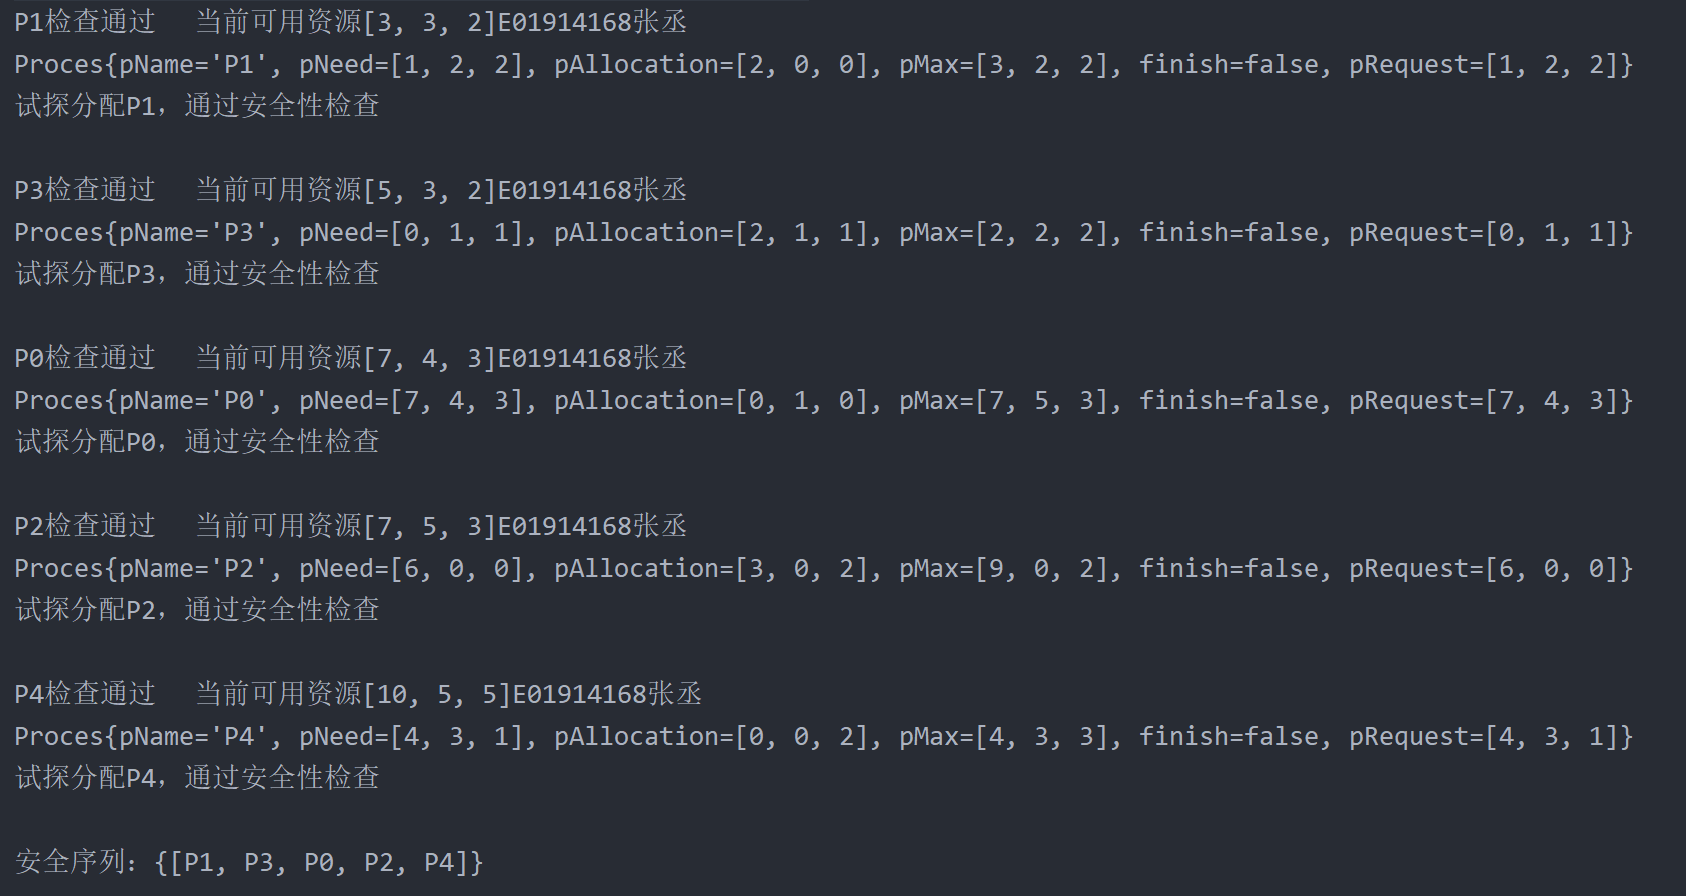 P1检查通过   当前可用资源[3, 3, 2]E01914168张丞
Proces{pName='P1', pNeed=[1, 2, 2], pAllocation=[2, 0, 0], pMax=[3, 2, 2], finish=false, pRequest=[1, 2, 2]}
试探分配P1，通过安全性检查
P3检查通过   当前可用资源[5, 3, 2]E01914168张丞
Proces{pName='P3', pNeed=[0, 1, 1], pAllocation=[2, 1, 1], pMax=[2, 2, 2], finish=false, pRequest=[0, 1, 1]}
试探分配P3，通过安全性检查
P0检查通过   当前可用资源[7, 4, 3]E01914168张丞
Proces{pName='P0', pNeed=[7, 4, 3], pAllocation=[0, 1, 0], pMax=[7, 5, 3], finish=false, pRequest=[7, 4, 3]}
试探分配P0，通过安全性检查
P2检查通过   当前可用资源[7, 5, 3]E01914168张丞
Proces{pName='P2', pNeed=[6, 0, 0], pAllocation=[3, 0, 2], pMax=[9, 0, 2], finish=false, pRequest=[6, 0, 0]}
试探分配P2，通过安全性检查
P4检查通过   当前可用资源[10, 5, 5]E01914168张丞
Proces{pName='P4', pNeed=[4, 3, 1], pAllocation=[0, 0, 2], pMax=[4, 3, 3], finish=false, pRequest=[4, 3, 1]}
试探分配P4，通过安全性检查
安全序列：{[P1, P3, P0, P2, P4]}